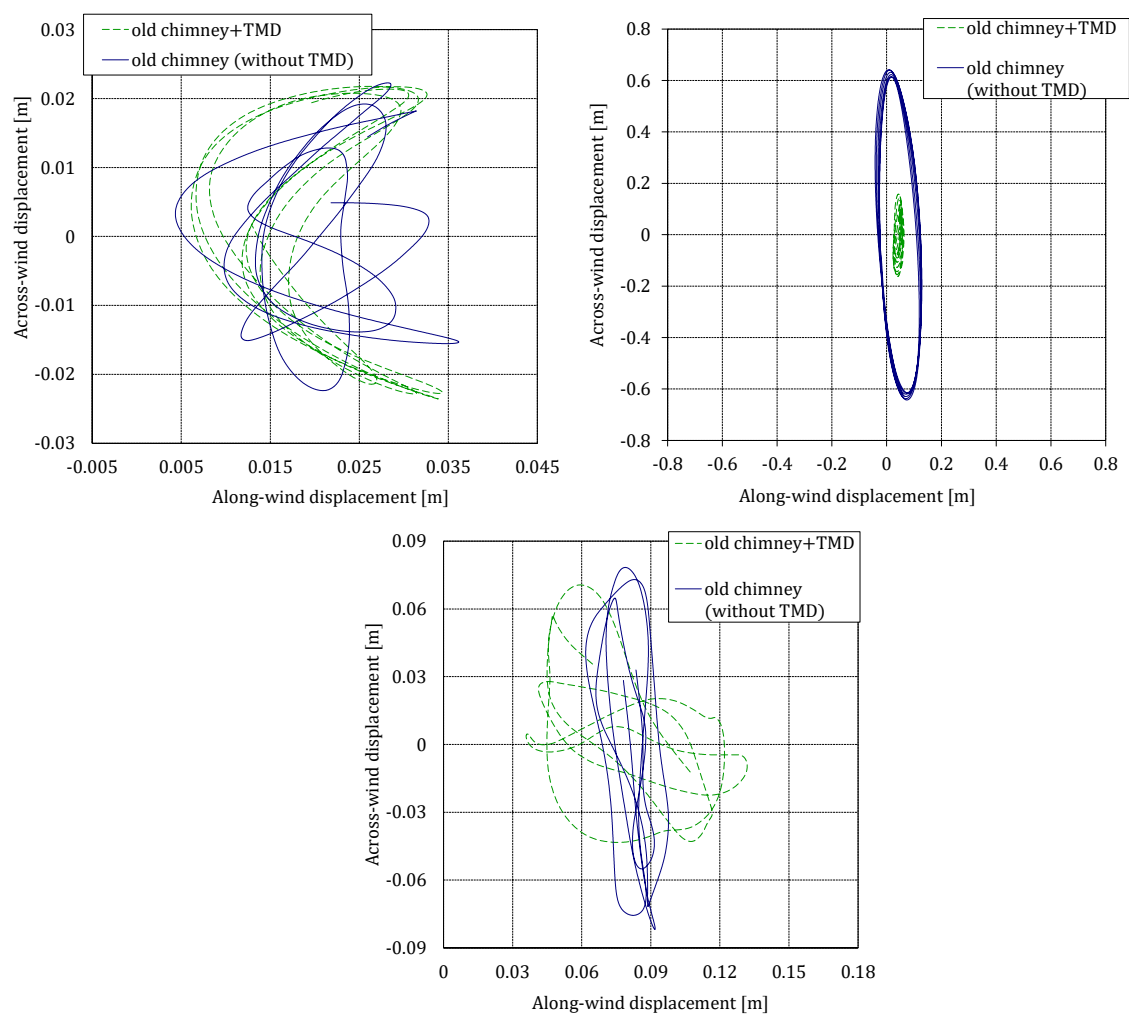 old chimney+TMD
old chimney (without TMD)
0.03
0.02
0.01
0
-0.01
-0.02
-0.03
Across-wind displacement [m]
-0.005 0.005 0.015 0.025 0.035 0.045
Along-wind displacement [m]
old chimney+TMD
old chimney
(without TMD)
0.8
0.6
0.4
0.2
0
-0.2
-0.4
-0.6
-0.8
Across-wind displacement [m]
-0.8 -0.6 -0.4 -0.2 0 0.2 0.4 0.6 0.8
Along-wind displacement [m]
old chimney+TMD
old chimney
(without TMD)
0.09
0.06
0.03
0
-0.03
-0.06
-0.09
Across-wind displacement [m]
0 0.03 0.06 0.09 0.12 0.15 0.18
Along-wind displacement [m]